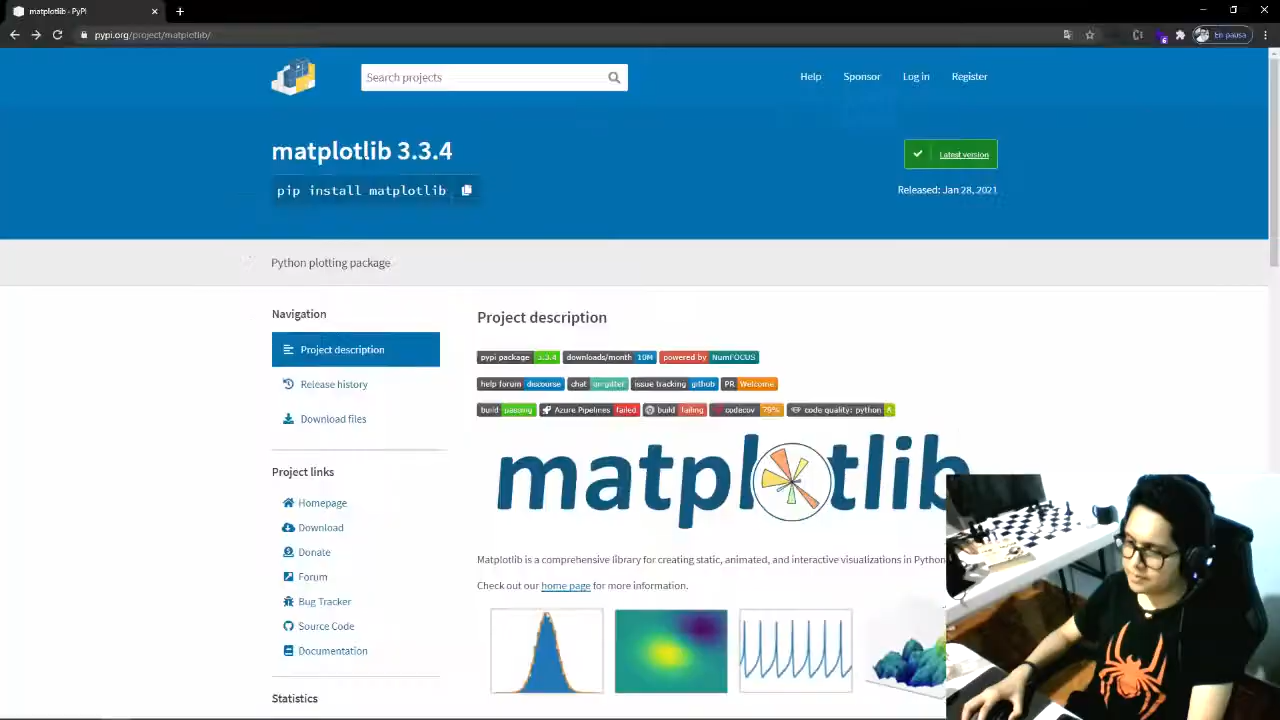 matplotlib · PyPI
pypi.org/project/matplotlib/
En pausa
Search projects
Help
Sponsor
Log in
Register
matplotlib 3.3.4
pip install matplotlib
Latest version
Released: Jan 28, 2021
Python plotting package
Navigation
Project description
Release history
Download files
Project links
Homepage
Download
Donate
Forum
Bug Tracker
Source Code
Documentation
Statistics
Project description
pypi package 3.3.4 downloads/month 10M powered by NumFOCUS
help forum discourse chat on gitter issue tracking github PR Welcome
build passing Azure Pipelines failed build failing codecov 79% code quality: python A
matplotlib
Matplotlib is a comprehensive library for creating static, animated, and interactive visualizations in Python
Check out our home page for more information.